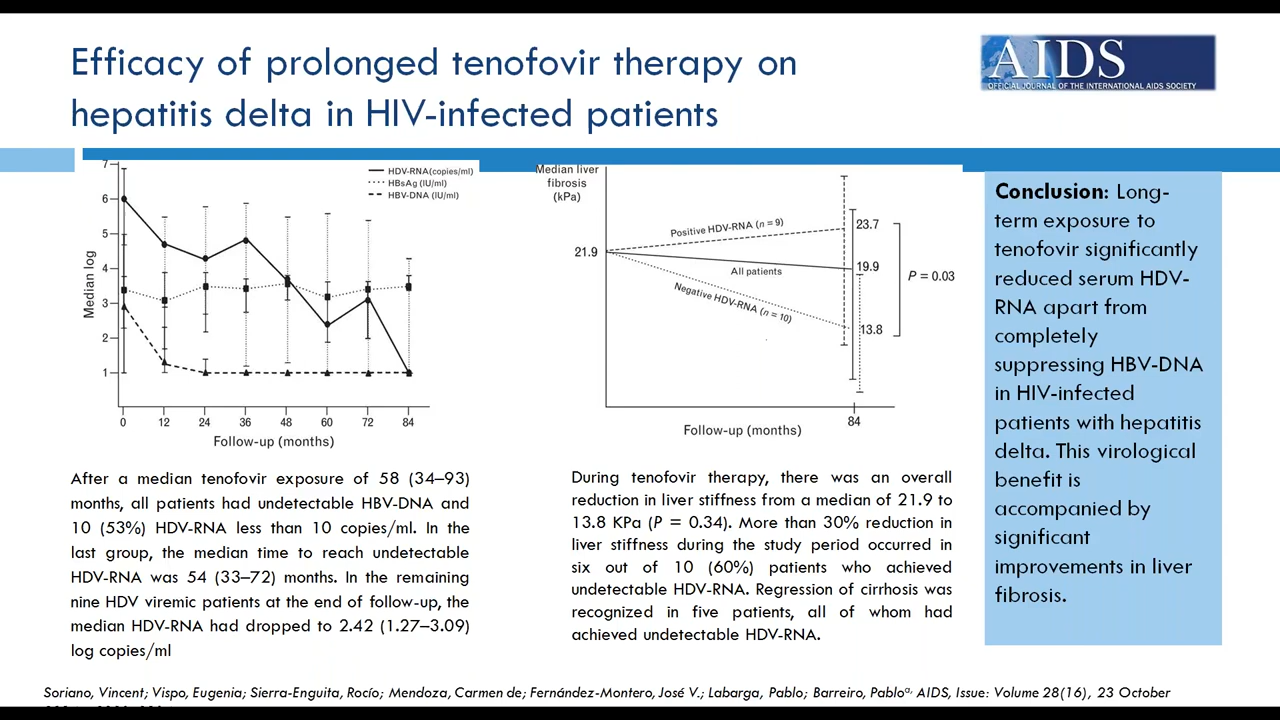 Efficacy of prolonged tenofovir therapy on
hepatitis delta in HIV-infected patients
AIDS
OFFICIAL JOURNAL OF THE INTERNATIONAL AIDS SOCIETY
HDV-RNA(copies/ml)
HBsAg (IU/ml)
HBV-DNA (IU/ml)
7
6
5
4
3
2
1
Median log
0 12 24 36 48 60 72 84
Follow-up (months)
Median liver
fibrosis
(kPa)
21.9
Positive HDV-RNA (n = 9)
All patients
Negative HDV-RNA (n = 10)
23.7
19.9
13.8
P = 0.03
84
Follow-up (months)
After a median tenofovir exposure of 58 (34–93)
months, all patients had undetectable HBV-DNA and
10 (53%) HDV-RNA less than 10 copies/ml. In the
last group, the median time to reach undetectable
HDV-RNA was 54 (33–72) months. In the remaining
nine HDV viremic patients at the end of follow-up, the
median HDV-RNA had dropped to 2.42 (1.27–3.09)
log copies/ml
During tenofovir therapy, there was an overall
reduction in liver stiffness from a median of 21.9 to
13.8 KPa (P = 0.34). More than 30% reduction in
liver stiffness during the study period occurred in
six out of 10 (60%) patients who achieved
undetectable HDV-RNA. Regression of cirrhosis was
recognized in five patients, all of whom had
achieved undetectable HDV-RNA.
Conclusion: Long-
term exposure to
tenofovir significantly
reduced serum HDV-
RNA apart from
completely
suppressing HBV-DNA
in HIV-infected
patients with hepatitis
delta. This virological
benefit is
accompanied by
significant
improvements in liver
fibrosis.
Soriano, Vincent; Vispo, Eugenia; Sierra-Enguita, Rocío; Mendoza, Carmen de; Fernández-Montero, José V.; Labarga, Pablo; Barreiro, Pabloa, AIDS, Issue: Volume 28(16), 23 October